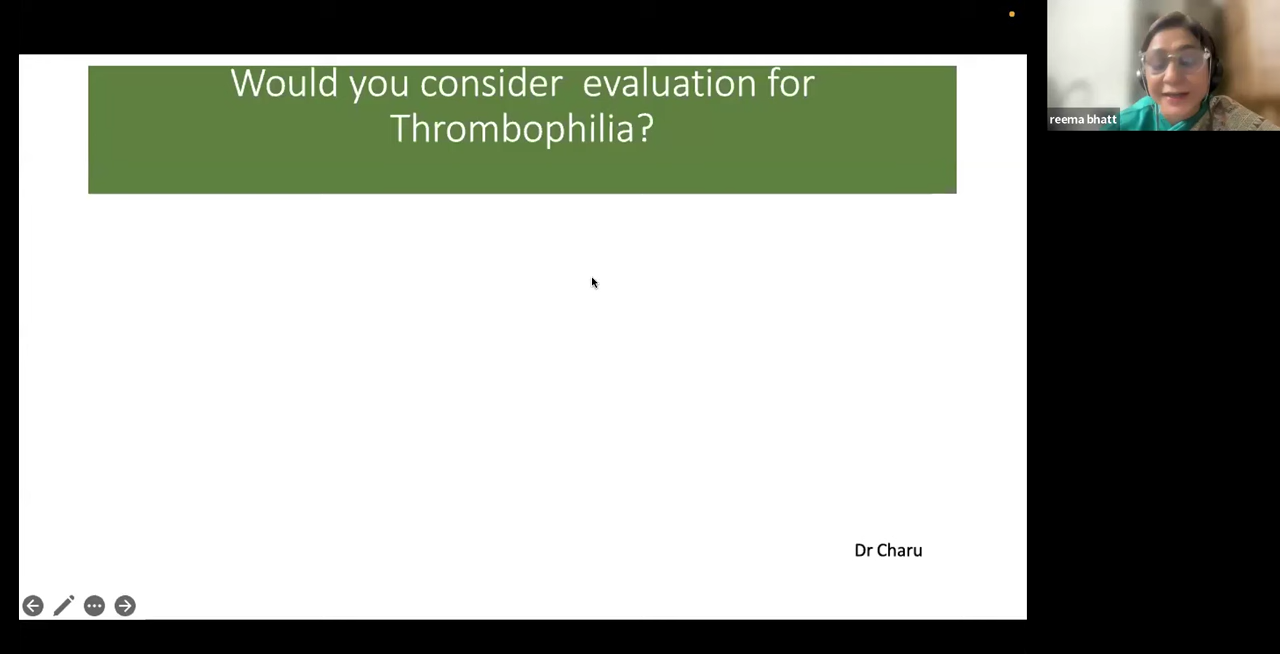 Would you consider  evaluation for
Thrombophilia?
reema bhatt
Dr Charu